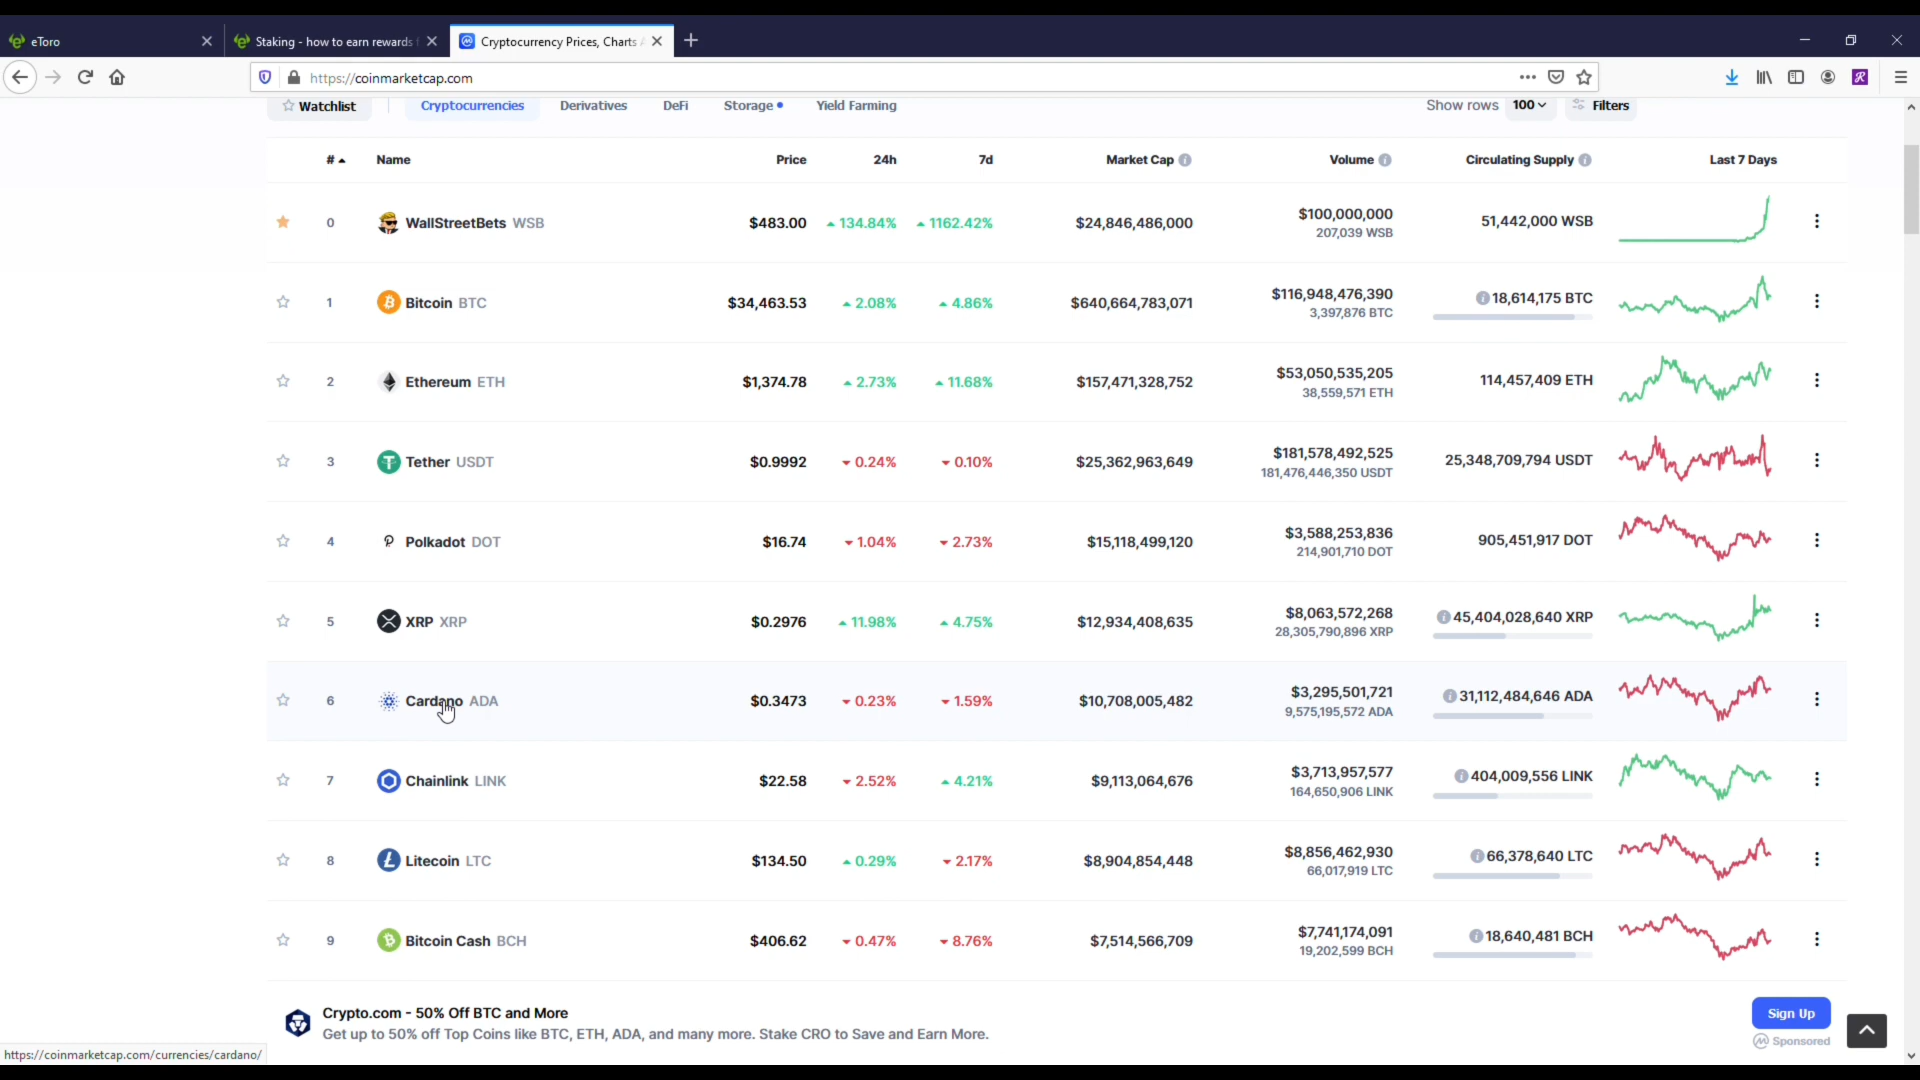 eToro
Staking - how to earn rewards
Cryptocurrency Prices, Charts
https://coinmarketcap.com
Watchlist Cryptocurrencies Derivatives DeFi Storage Yield Farming Show rows 100 Filters
# Name Price 24h 7d Market Cap Volume Circulating Supply Last 7 Days
0 WallStreetBets WSB $483.00 134.84% 1162.42% $24,846,486,000 $100,000,000 51,442,000 WSB
207,039 WSB
1 Bitcoin BTC $34,463.53 2.08% 4.86% $640,664,783,071 $116,948,476,390 18,614,175 BTC
3,397,876 BTC
2 Ethereum ETH $1,374.78 2.73% 11.68% $157,471,328,752 $53,050,535,205 114,457,409 ETH
38,559,571 ETH
3 Tether USDT $0.9992 0.24% 0.10% $25,362,963,649 $181,578,492,525 25,348,709,794 USDT
181,476,446,350 USDT
4 Polkadot DOT $16.74 1.04% 2.73% $15,118,499,120 $3,588,253,836 905,451,917 DOT
214,901,710 DOT
5 XRP XRP $0.2976 11.98% 4.75% $12,934,408,635 $8,063,572,268 45,404,028,640 XRP
28,305,790,896 XRP
6 Cardano ADA $0.3473 0.23% 1.59% $10,708,005,482 $3,295,501,721 31,112,484,646 ADA
9,575,195,572 ADA
7 Chainlink LINK $22.58 2.52% 4.21% $9,113,064,676 $3,713,957,577 404,009,556 LINK
164,650,906 LINK
8 Litecoin LTC $134.50 0.29% 2.17% $8,904,854,448 $8,856,462,930 66,378,640 LTC
66,017,919 LTC
9 Bitcoin Cash BCH $406.62 0.47% 8.76% $7,514,566,709 $7,741,174,091 18,640,481 BCH
19,202,599 BCH
Crypto.com - 50% Off BTC and More
Get up to 50% off Top Coins like BTC, ETH, ADA, and many more. Stake CRO to Save and Earn More.
Sign Up
Sponsored
https://coinmarketcap.com/currencies/cardano/